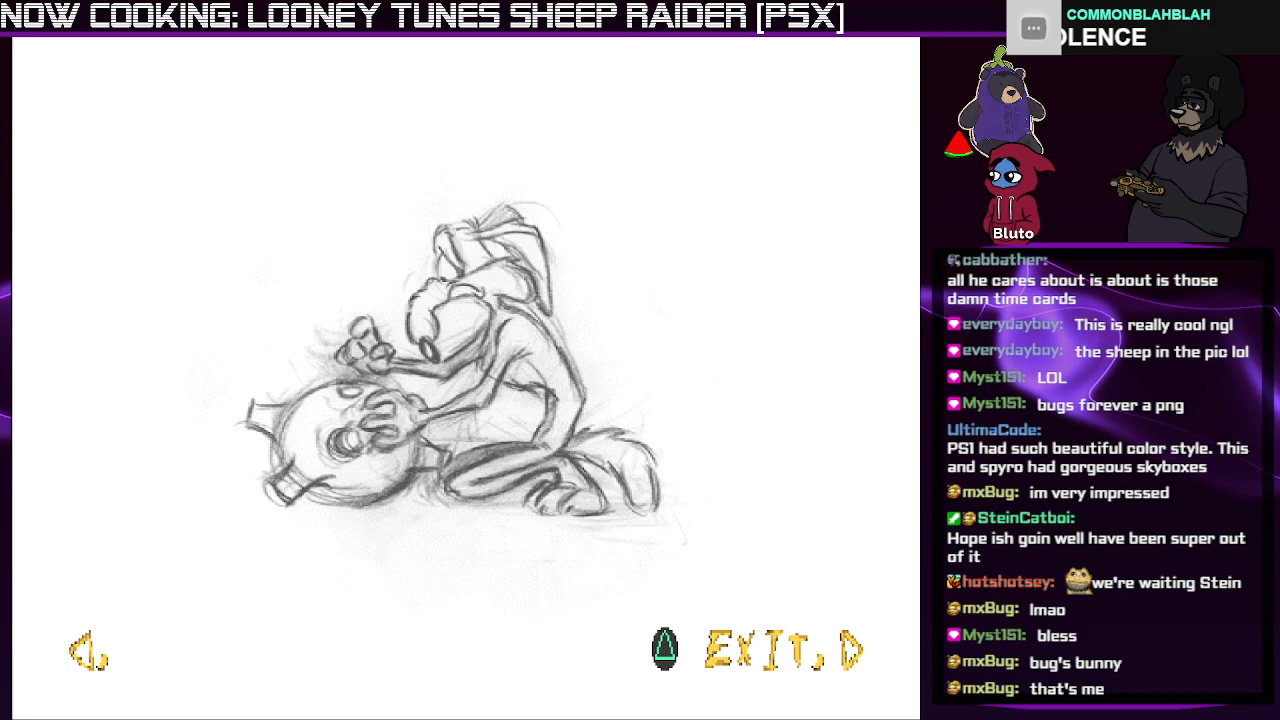 NOW COOKING: LOONEY TUNES SHEEP RAIDER [PSX]
COMMONBLAHBLAH
OLENCE
Bluto
cabbather:
all he cares about is about is those
damn time cards
everydayboy: This is really cool ngl
everydayboy: the sheep in the pic lol
Myst151: LOL
Myst151: bugs forever a png
UltimaCode:
PS1 had such beautiful color style. This
and spyro had gorgeous skyboxes
mxBug: im very impressed
SteinCatboi:
Hope ish goin well have been super out
of it
hotshotsey: we're waiting Stein
mxBug: lmao
Myst151: bless
mxBug: bug's bunny
mxBug: that's me
EXIT